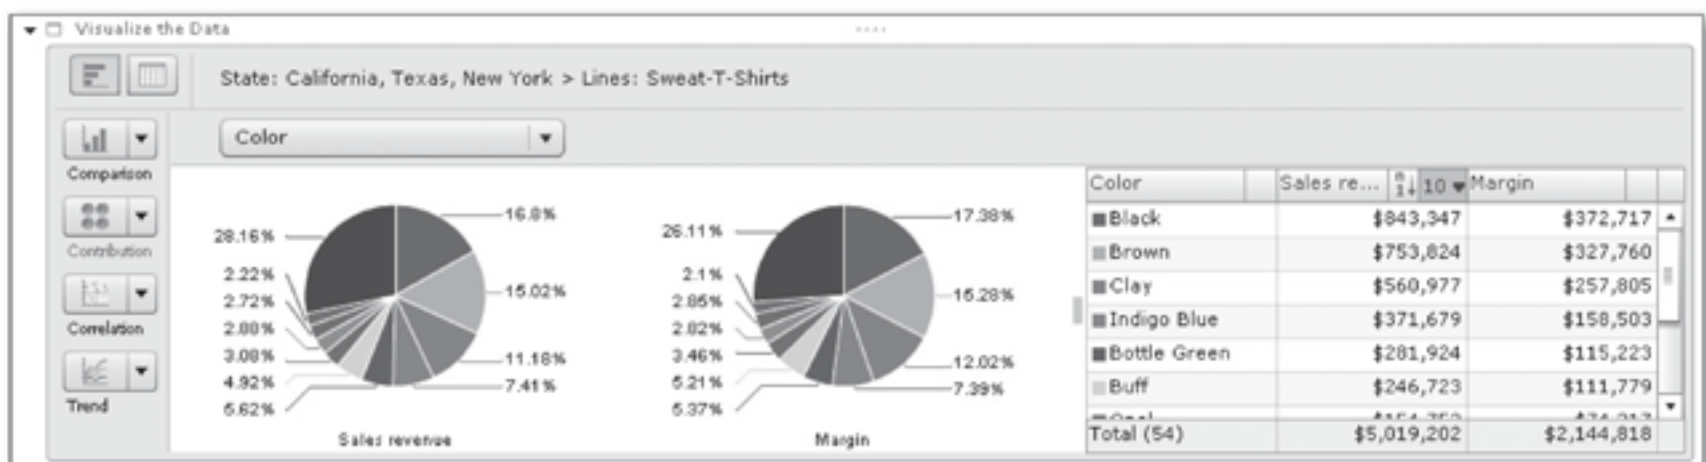 Visualize the Data
State: California, Texas, New York > Lines: Sweat-T-Shirts
Color
Comparison
Contribution
Correlation
Trend
28.16%
2.22%
2.72%
2.88%
3.08%
4.92%
5.62%
16.8%
15.02%
11.18%
7.41%
Sales revenue
26.11%
2.1%
2.85%
2.82%
3.46%
5.21%
5.37%
17.38%
15.28%
12.02%
7.39%
Margin
Color Sales re... 10 Margin
Black $843,347 $372,717
Brown $753,824 $327,760
Clay $560,977 $257,805
Indigo Blue $371,679 $158,503
Bottle Green $281,924 $115,223
Buff $246,723 $111,779
Total (54) $5,019,202 $2,144,818